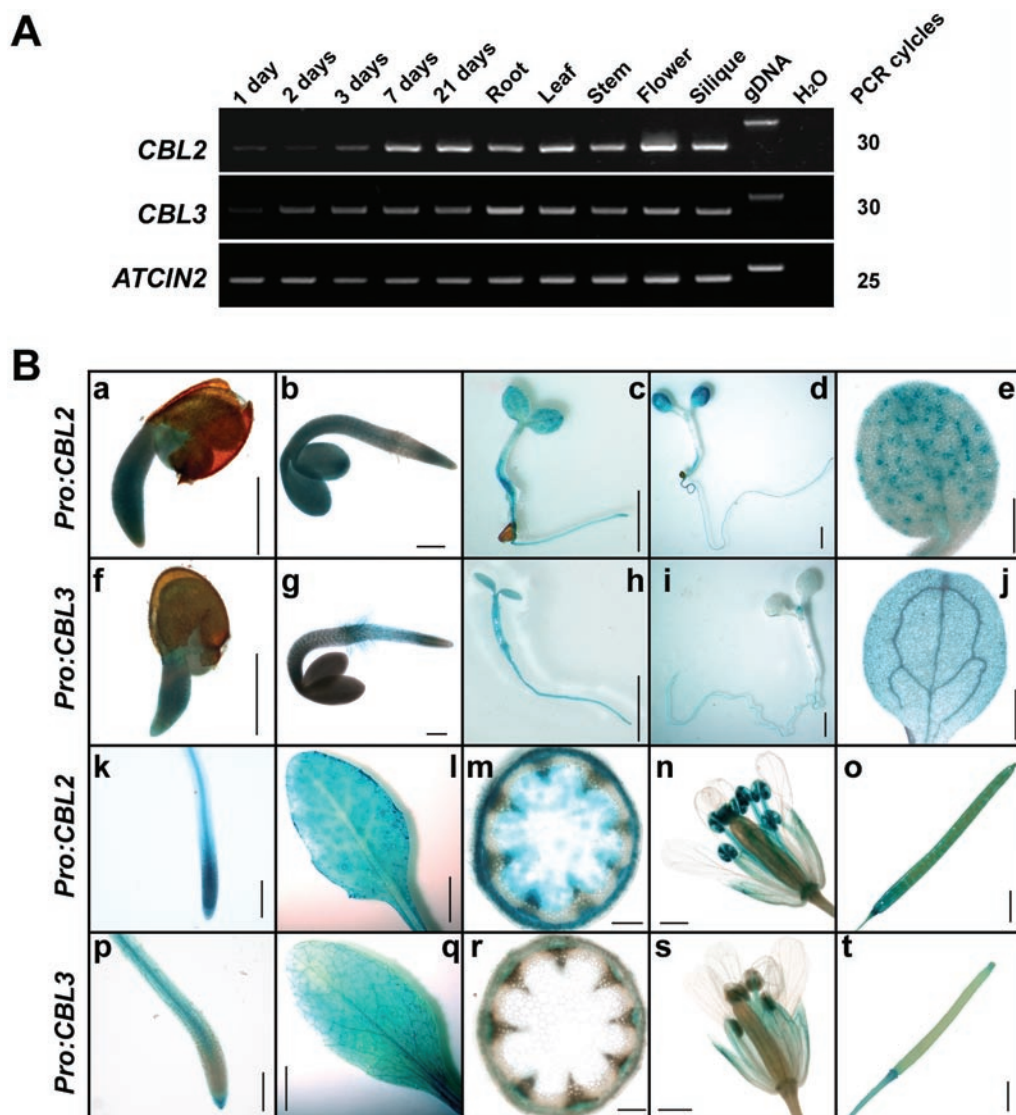 A
1 day 2 days 3 days 7 days 21 days Root Leaf Stem Flower Silique gDNA H₂O PCR cylcles
CBL2 30
CBL3 30
ATCIN2 25
B
Pro:CBL2 a b c d e
Pro:CBL3 f g h i j
Pro:CBL2 k l m n o
Pro:CBL3 p q r s t